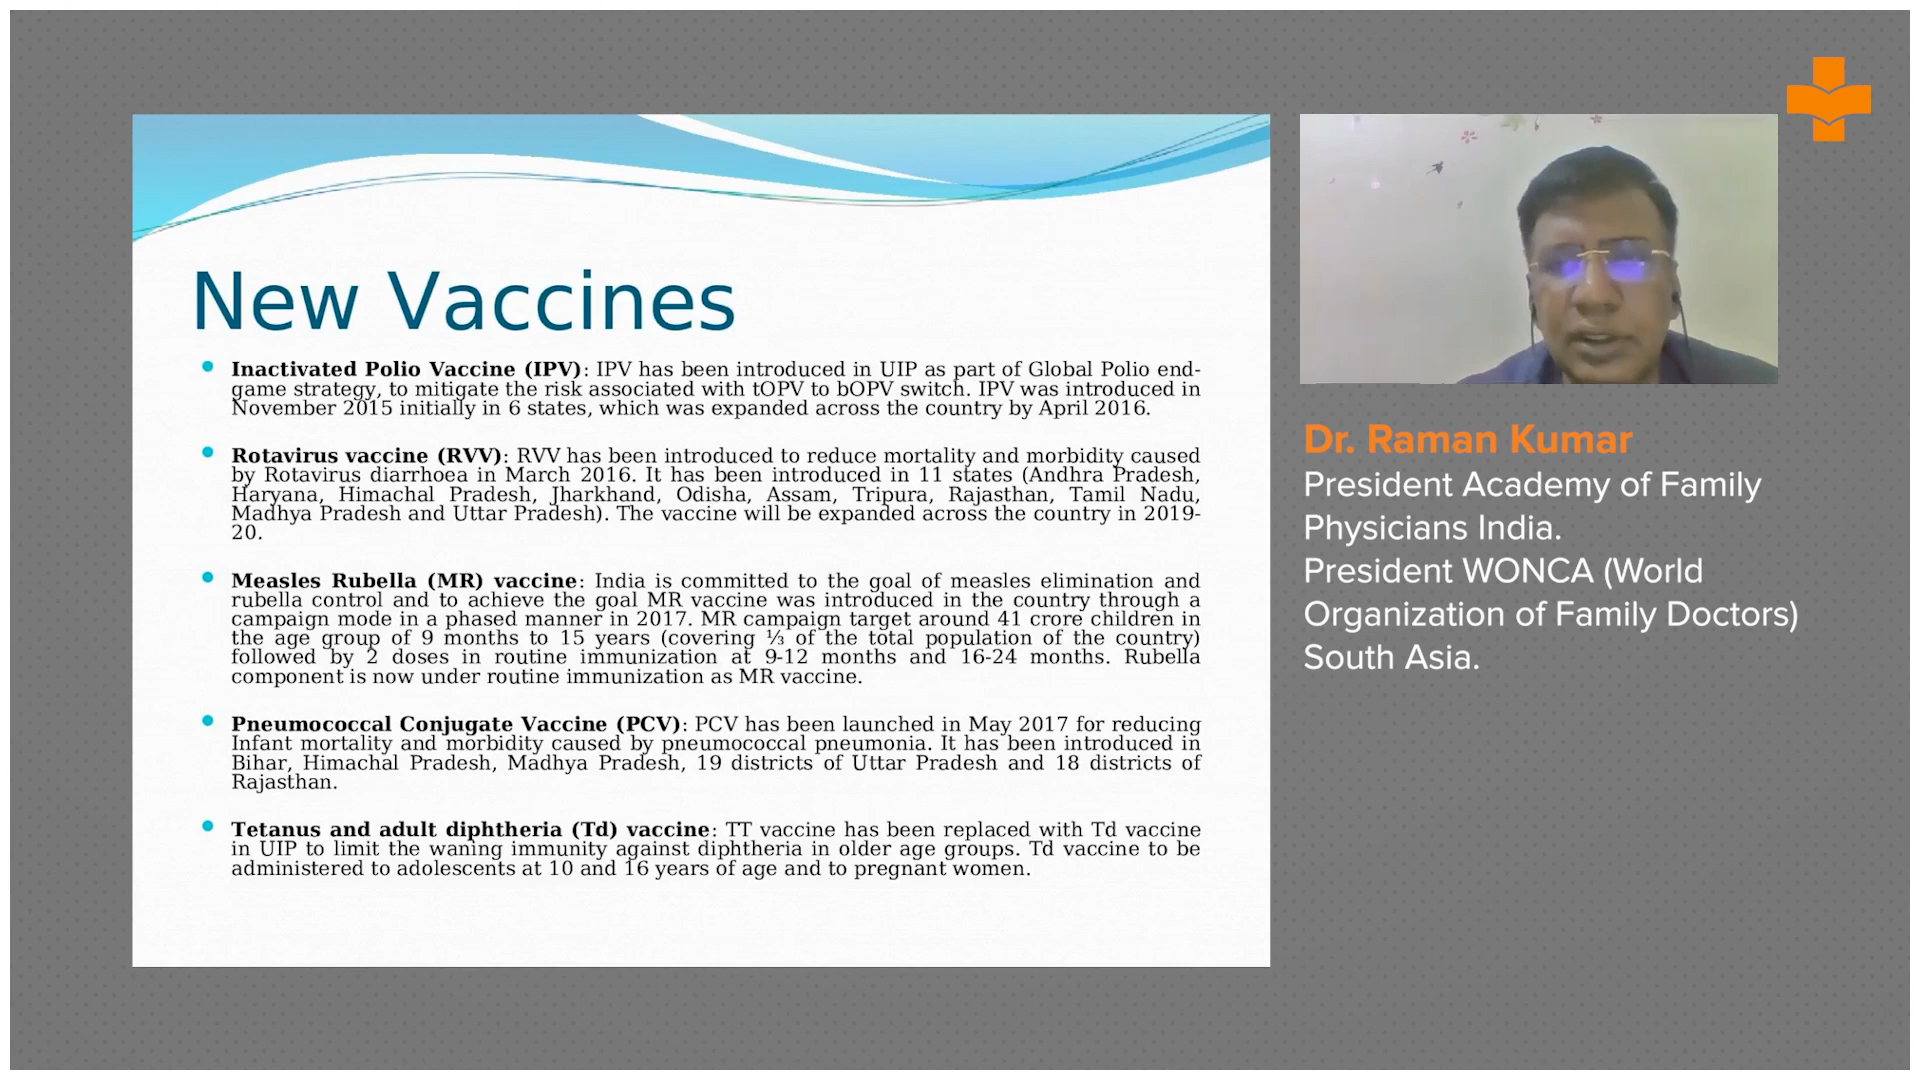 New Vaccines
Inactivated Polio Vaccine (IPV): IPV has been introduced in UIP as part of Global Polio end-
game strategy, to mitigate the risk associated with tOPV to bOPV switch. IPV was introduced in
November 2015 initially in 6 states, which was expanded across the country by April 2016.
Rotavirus vaccine (RVV): RVV has been introduced to reduce mortality and morbidity caused
by Rotavirus diarrhoea in March 2016. It has been introduced in 11 states (Andhra Pradesh,
Haryana, Himachal Pradesh, Jharkhand, Odisha, Assam, Tripura, Rajasthan, Tamil Nadu,
Madhya Pradesh and Uttar Pradesh). The vaccine will be expanded across the country in 2019-
20.
Measles Rubella (MR) vaccine: India is committed to the goal of measles elimination and
rubella control and to achieve the goal MR vaccine was introduced in the country through a
campaign mode in a phased manner in 2017. MR campaign target around 41 crore children in
the age group of 9 months to 15 years (covering ⅓ of the total population of the country)
followed by 2 doses in routine immunization at 9-12 months and 16-24 months. Rubella
component is now under routine immunization as MR vaccine.
Pneumococcal Conjugate Vaccine (PCV): PCV has been launched in May 2017 for reducing
Infant mortality and morbidity caused by pneumococcal pneumonia. It has been introduced in
Bihar, Himachal Pradesh, Madhya Pradesh, 19 districts of Uttar Pradesh and 18 districts of
Rajasthan.
Tetanus and adult diphtheria (Td) vaccine: TT vaccine has been replaced with Td vaccine
in UIP to limit the waning immunity against diphtheria in older age groups. Td vaccine to be
administered to adolescents at 10 and 16 years of age and to pregnant women.
Dr. Raman Kumar
President Academy of Family
Physicians India.
President WONCA (World
Organization of Family Doctors)
South Asia.